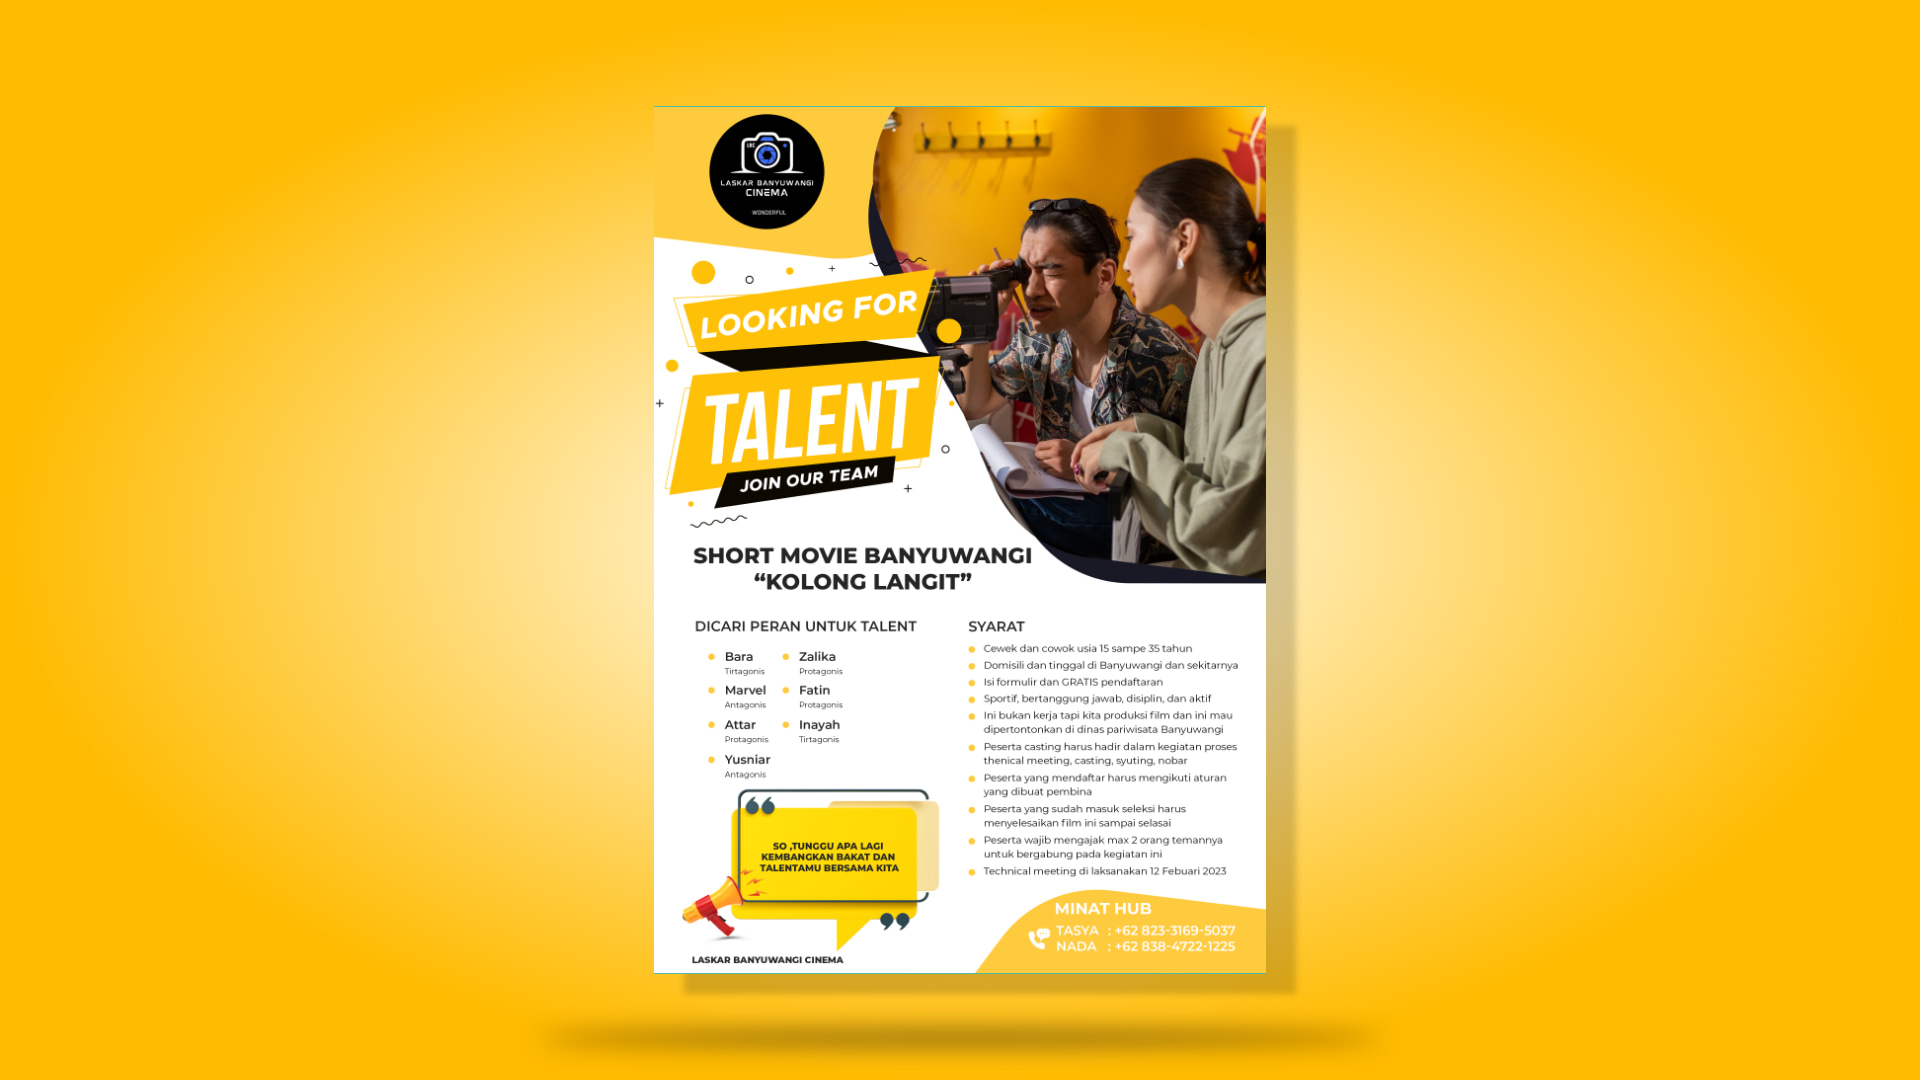 LBC
LASKAR BANYUWANGI
CINEMA
WONDERFUL
LOOKING FOR
TALENT
JOIN OUR TEAM
SHORT MOVIE BANYUWANGI
“KOLONG LANGIT”
DICARI PERAN UNTUK TALENT
Bara
Tirtagonis
Marvel
Antagonis
Attar
Protagonis
Yusniar
Antagonis
Zalika
Protagonis
Fatin
Protagonis
Inayah
Tirtagonis
SYARAT
Cewek dan cowok usia 15 sampe 35 tahun
Domisili dan tinggal di Banyuwangi dan sekitarnya
Isi formulir dan GRATIS pendaftaran
Sportif, bertanggung jawab, disiplin, dan aktif
Ini bukan kerja tapi kita produksi film dan ini mau
dipertontonkan di dinas pariwisata Banyuwangi
Peserta casting harus hadir dalam kegiatan proses
thenical meeting, casting, syuting, nobar
Peserta yang mendaftar harus mengikuti aturan
yang dibuat pembina
Peserta yang sudah masuk seleksi harus
menyelesaikan film ini sampai selasai
Peserta wajib mengajak max 2 orang temannya
untuk bergabung pada kegiatan ini
Technical meeting di laksanakan 12 Febuari 2023
“
SO ,TUNGGU APA LAGI
KEMBANGKAN BAKAT DAN
TALENTAMU BERSAMA KITA
”
LASKAR BANYUWANGI CINEMA
MINAT HUB
TASYA : +62 823-3169-5037
NADA : +62 838-4722-1225